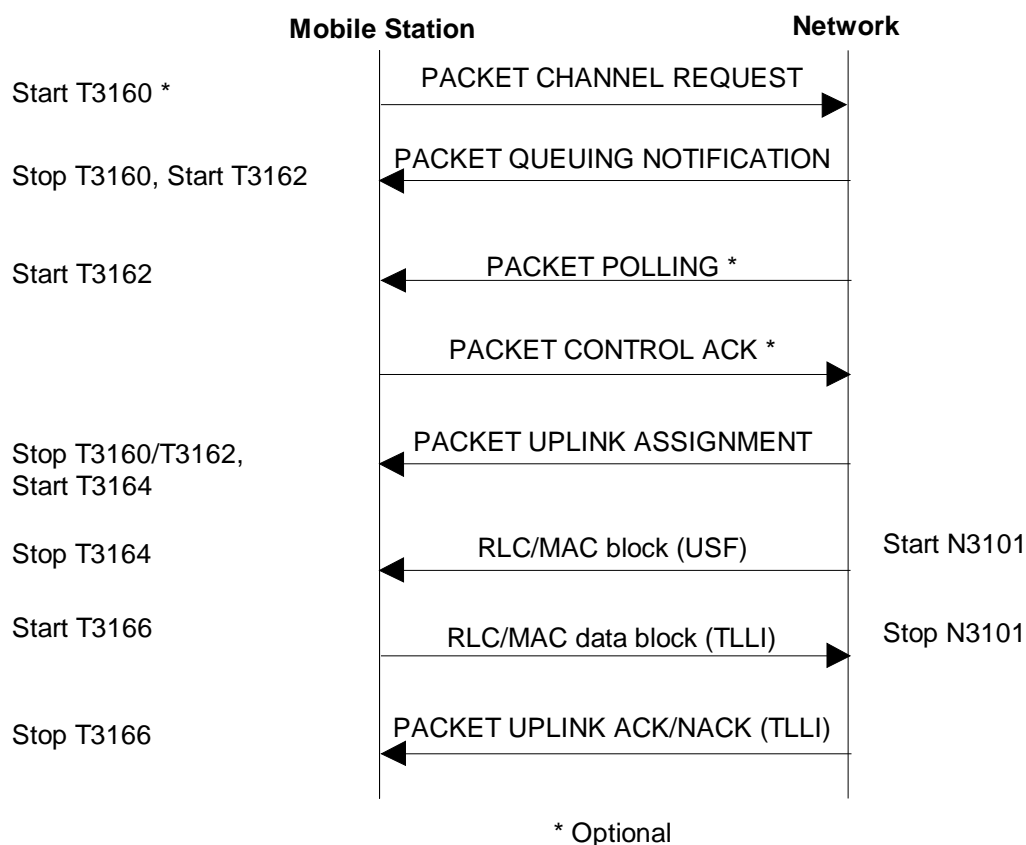 Mobile Station
Network
PACKET CHANNEL REQUEST
Start T3160 *
PACKET QUEUING NOTIFICATION
Stop T3160, Start T3162
PACKET POLLING *
Start T3162
PACKET CONTROL ACK *
PACKET UPLINK ASSIGNMENT
Stop T3160/T3162,
Start T3164
RLC/MAC block (USF)
Start N3101
Stop T3164
Start T3166
RLC/MAC data block (TLLI)
Stop N3101
PACKET UPLINK ACK/NACK (TLLI)
Stop T3166
* Optional